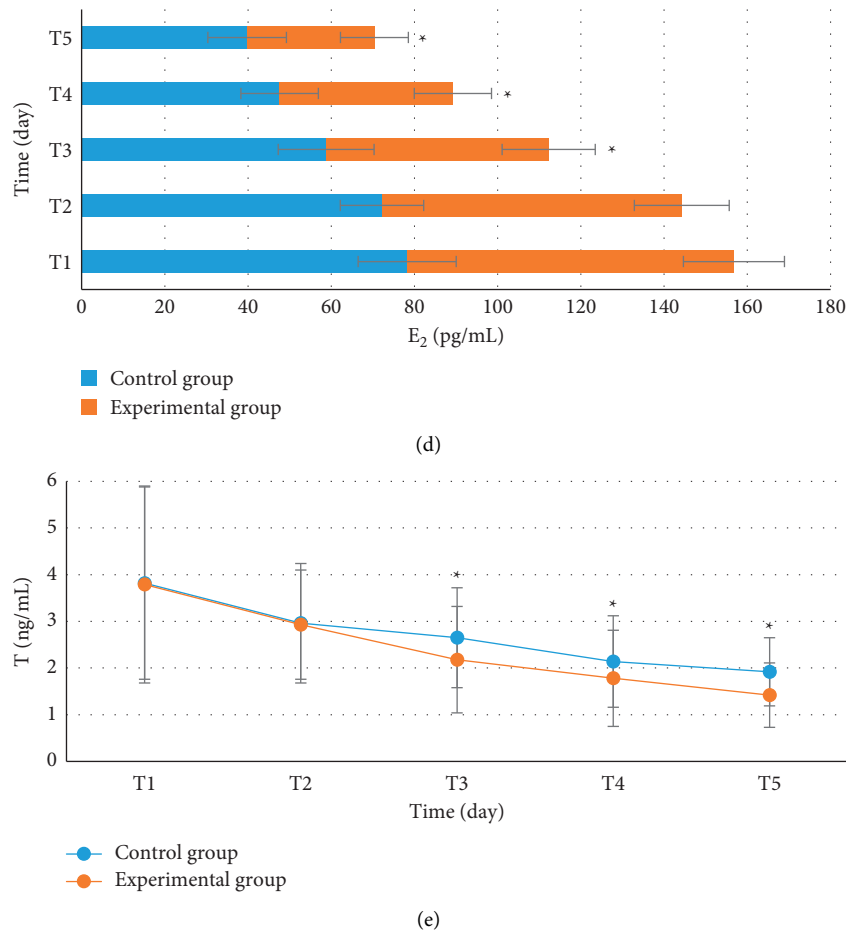 Time (day)
T5
*
T4
*
T3
*
T2
T1
0 20 40 60 80 100 120 140 160 180
E2 (pg/mL)
Control group
Experimental group
(d)
T (ng/mL)
6
5
4
3
2
1
0
* * *
T1 T2 T3 T4 T5
Time (day)
Control group
Experimental group
(e)